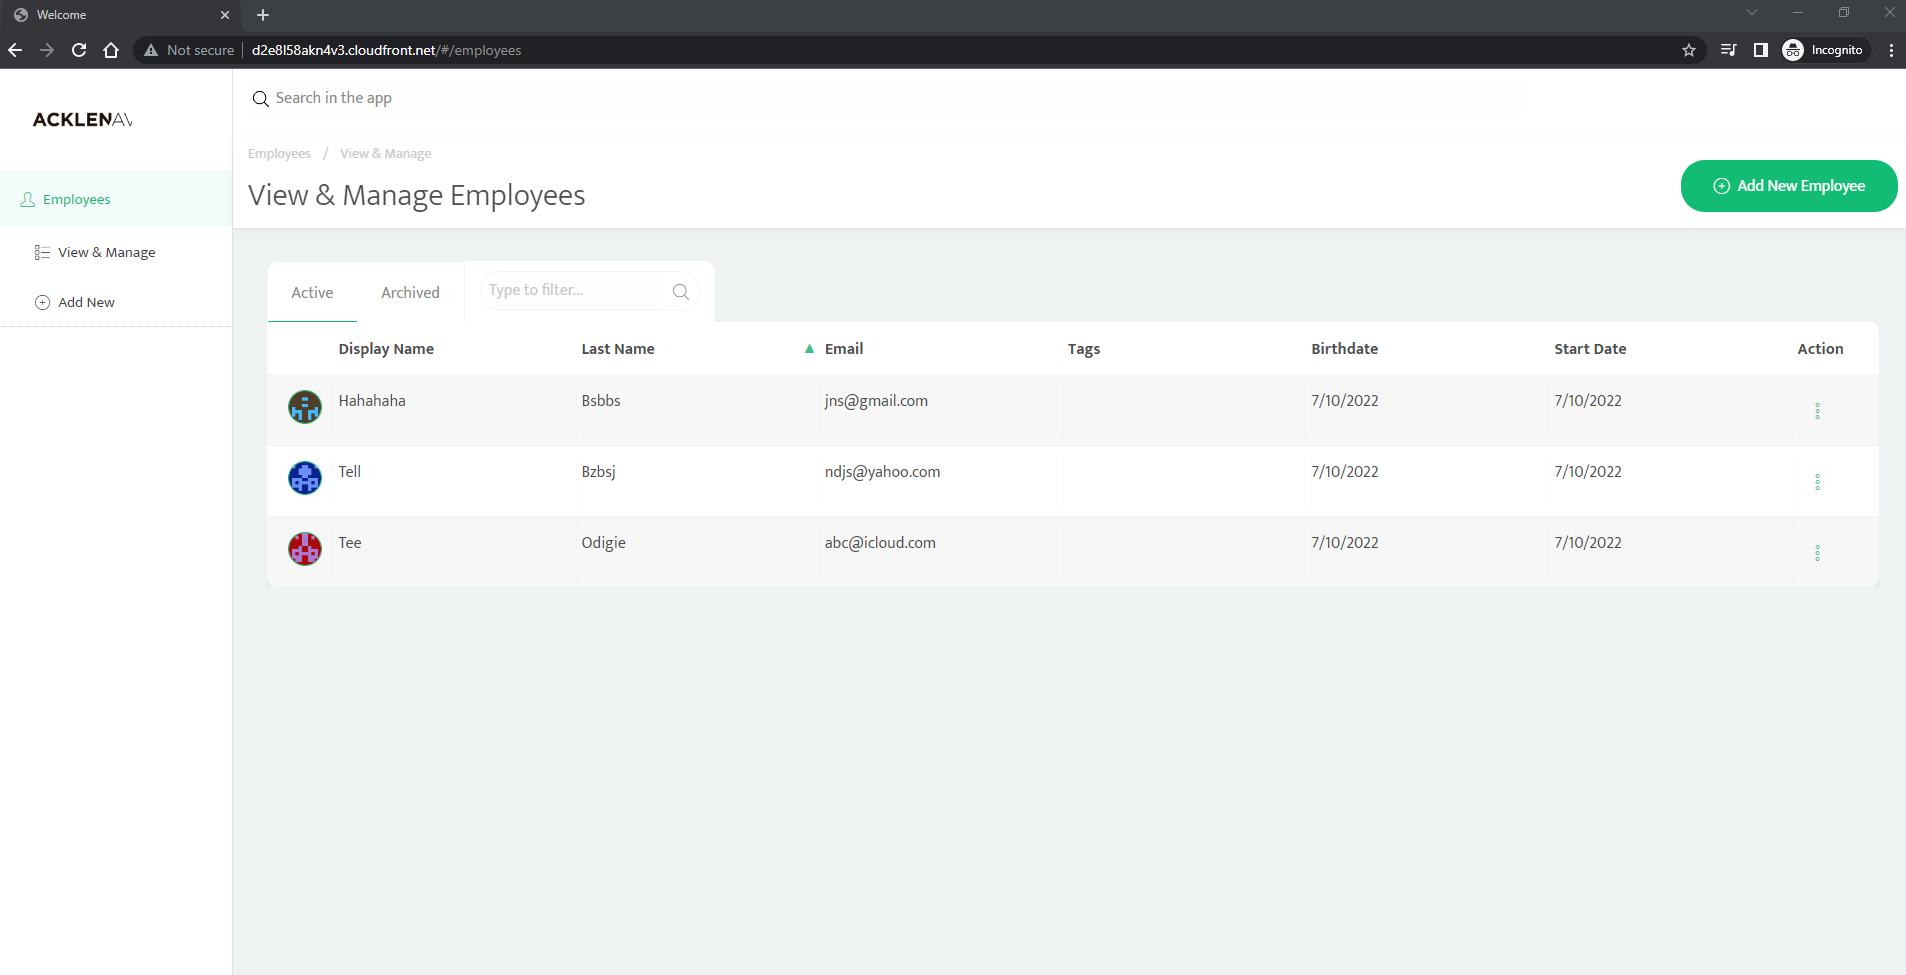 Welcome
Not secure
d2e8l58akn4v3.cloudfront.net/#/employees
Incognito
ACKLENAV
Search in the app
Employees / View & Manage
View & Manage Employees
Add New Employee
Employees
View & Manage
Add New
Active Archived Type to filter...
Display Name Last Name ▲ Email Tags Birthdate Start Date Action
Hahahaha Bsbbs jns@gmail.com 7/10/2022 7/10/2022
Tell Bzbsj ndjs@yahoo.com 7/10/2022 7/10/2022
Tee Odigie abc@icloud.com 7/10/2022 7/10/2022